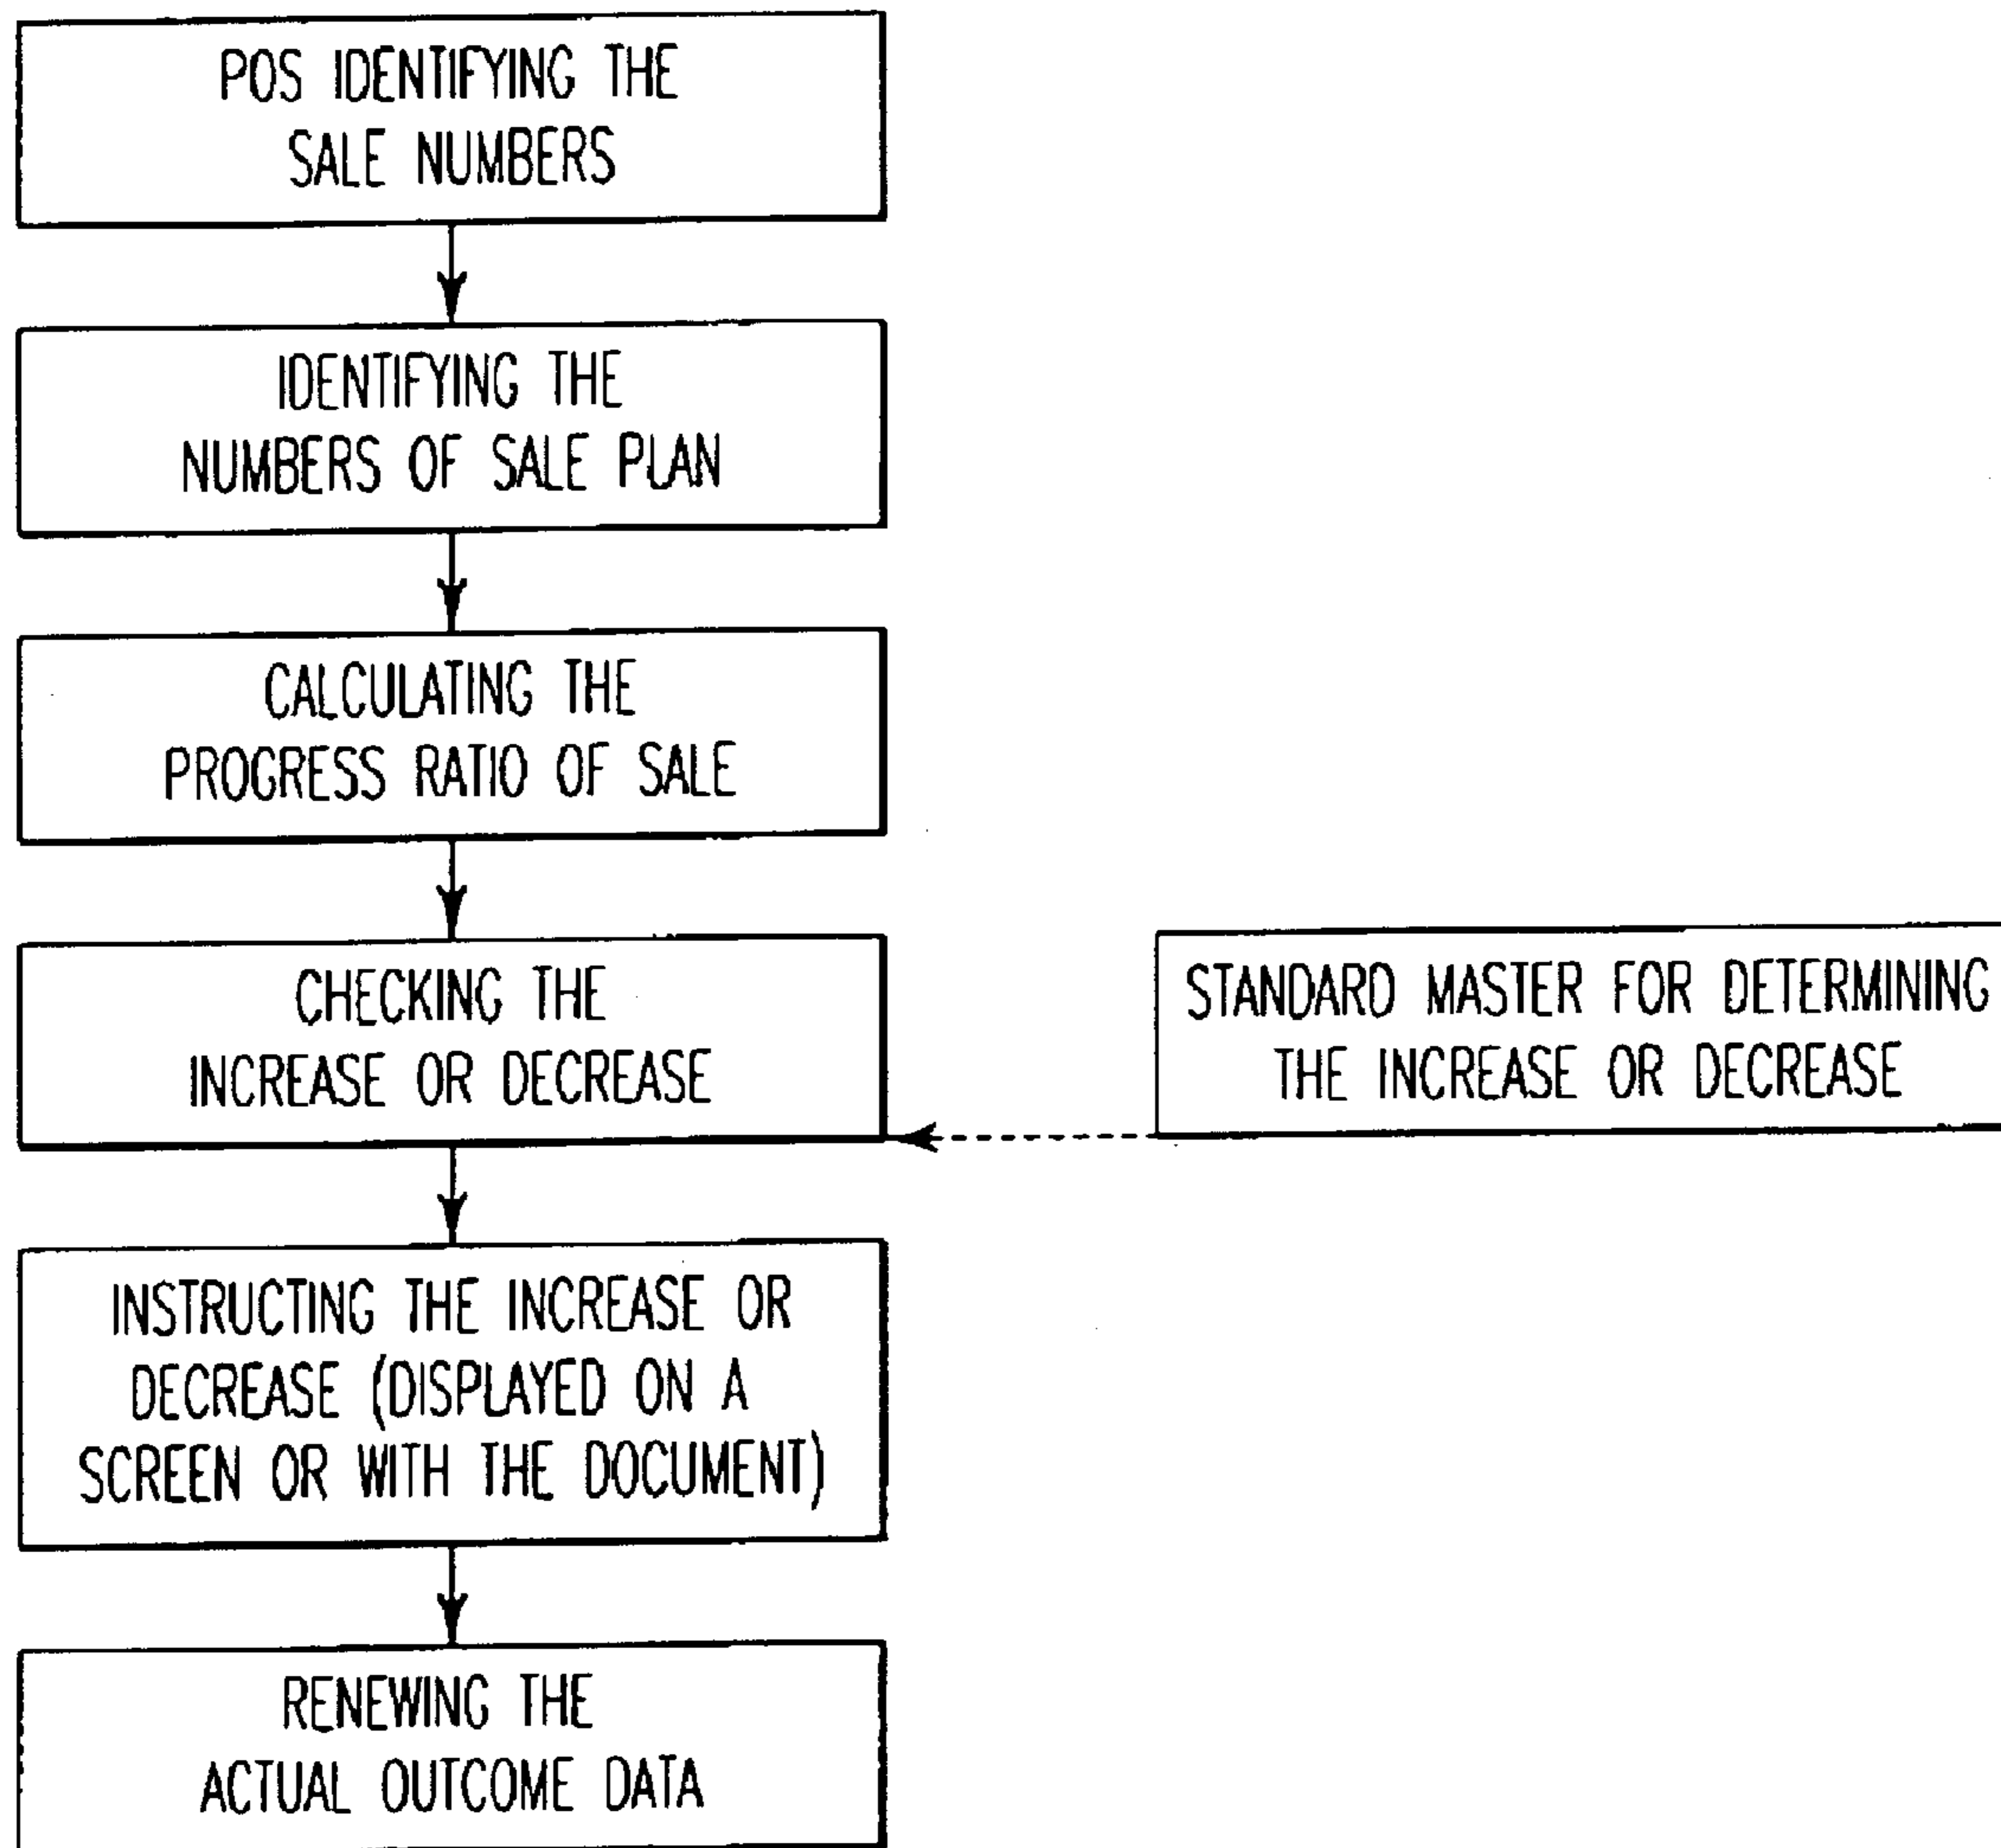 POS IDENTIFYING THE
SALE NUMBERS
IDENTIFYING THE
NUMBERS OF SALE PLAN
CALCULATING THE
PROGRESS RATIO OF SALE
CHECKING THE
INCREASE OR DECREASE
STANDARD MASTER FOR DETERMINING
THE INCREASE OR DECREASE
INSTRUCTING THE INCREASE OR
DECREASE (DISPLAYED ON A
SCREEN OR WITH THE DOCUMENT)
RENEWING THE
ACTUAL OUTCOME DATA